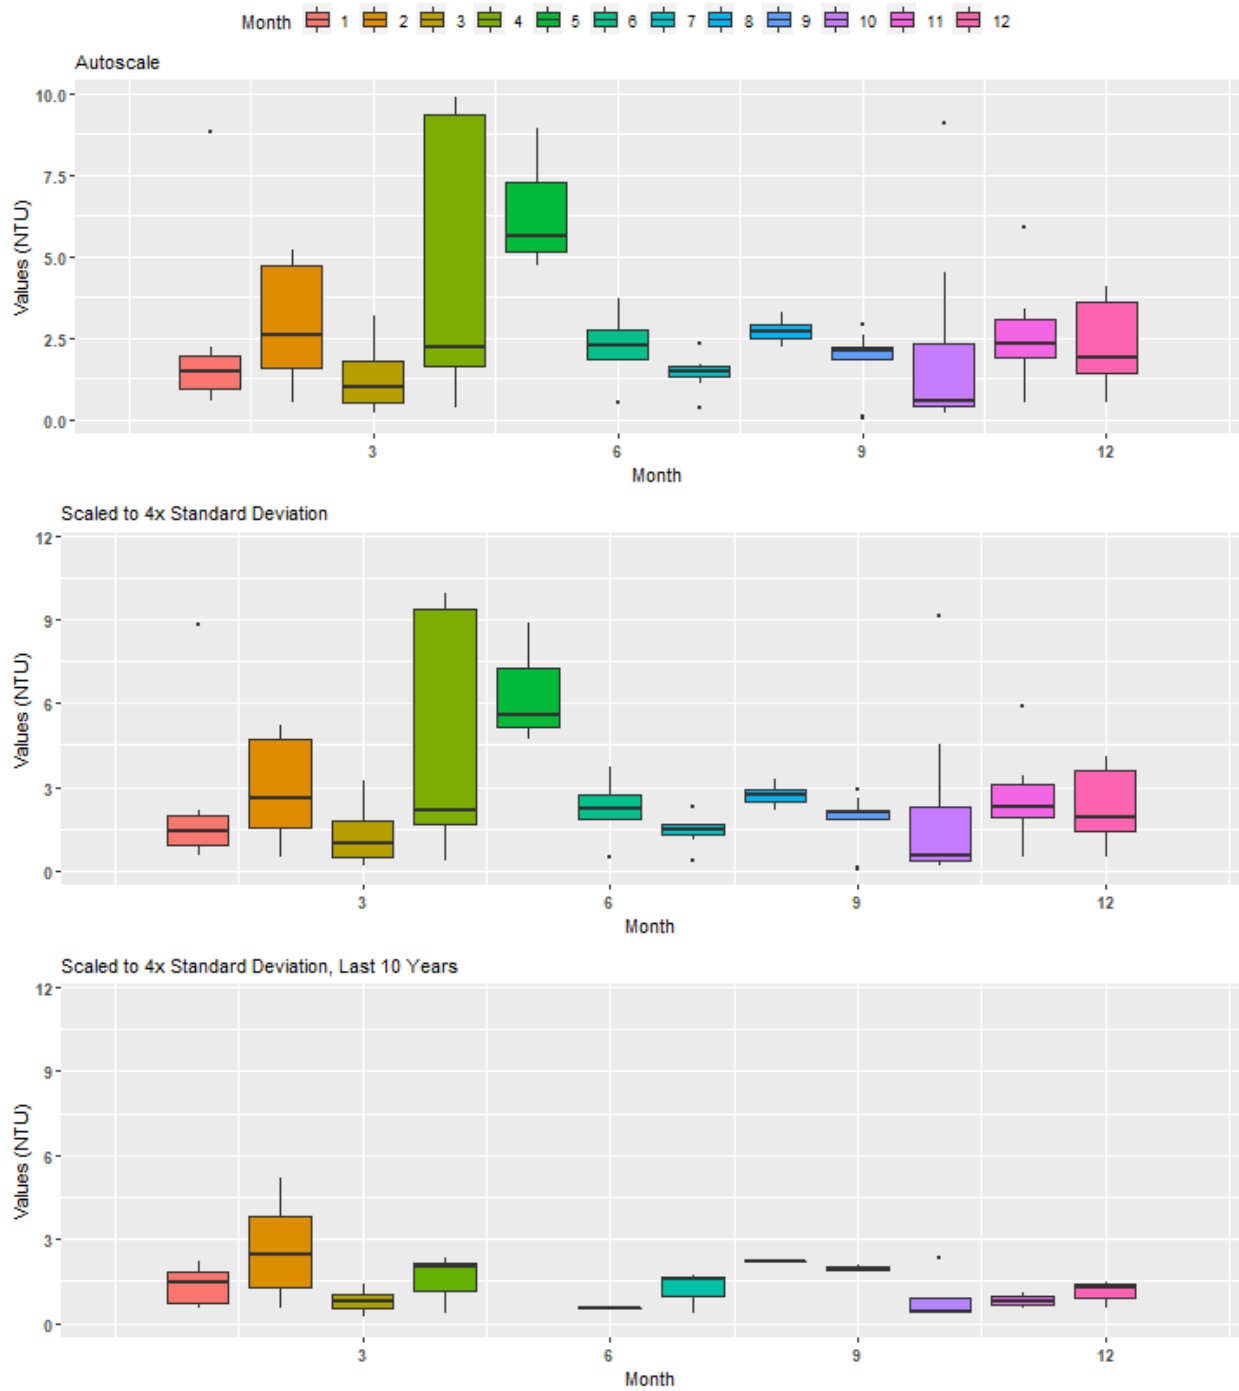 Month 1 2 3 4 5 6 7 8 9 10 11 12
Autoscale
Values (NTU)
10.0
7.5
5.0
2.5
0.0
3 6 9 12
Month
Scaled to 4x Standard Deviation
Values (NTU)
12
9
6
3
0
3 6 9 12
Month
Scaled to 4x Standard Deviation, Last 10 Years
Values (NTU)
12
9
6
3
0
3 6 9 12
Month